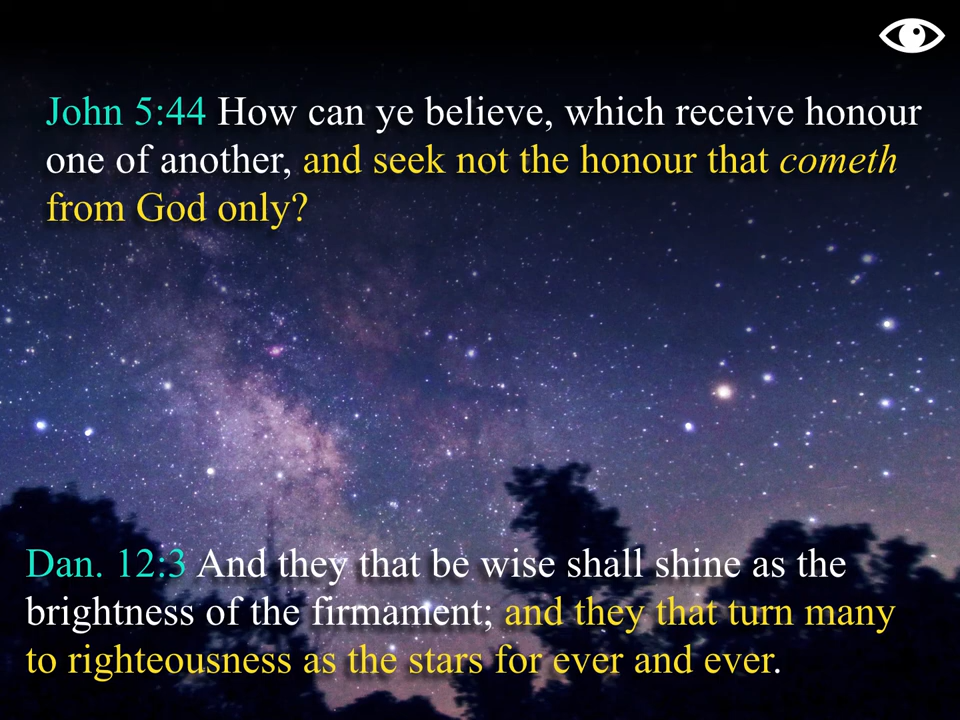 John 5:44 How can ye believe, which receive honour
one of another, and seek not the honour that cometh
from God only?
Dan. 12:3 And they that be wise shall shine as the
brightness of the firmament; and they that turn many
to righteousness as the stars for ever and ever.